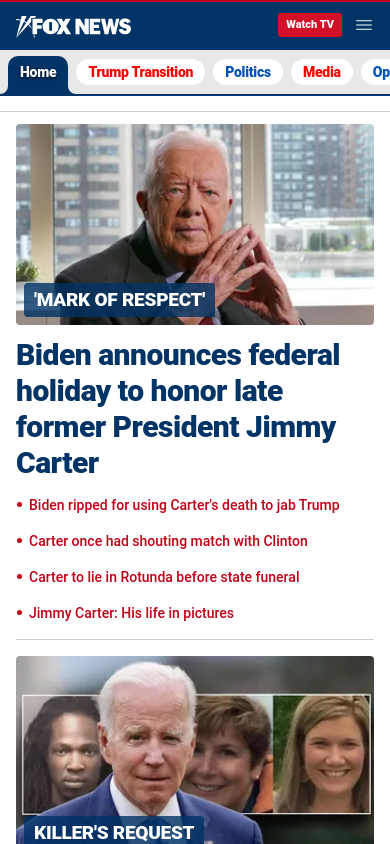 FOX NEWS
Watch TV
Home
Trump Transition
Politics
Media
Op
'MARK OF RESPECT'
Biden announces federal
holiday to honor late
former President Jimmy
Carter
Biden ripped for using Carter's death to jab Trump
Carter once had shouting match with Clinton
Carter to lie in Rotunda before state funeral
Jimmy Carter: His life in pictures
KILLER'S REQUEST